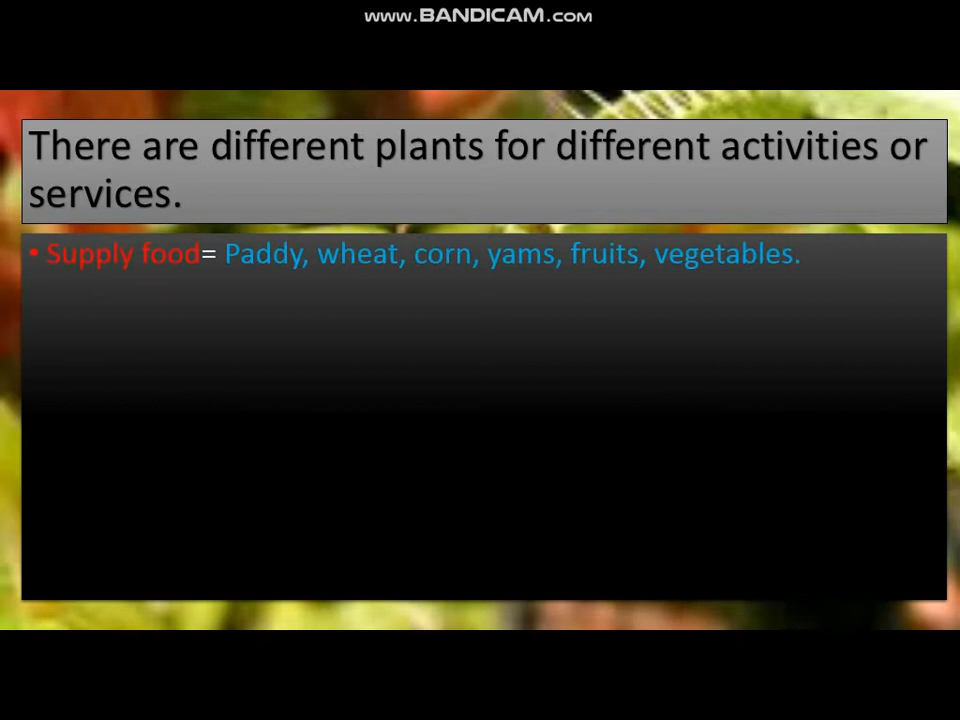 www.BANDICAM.com
There are different plants for different activities or
services.
• Supply food= Paddy, wheat, corn, yams, fruits, vegetables.